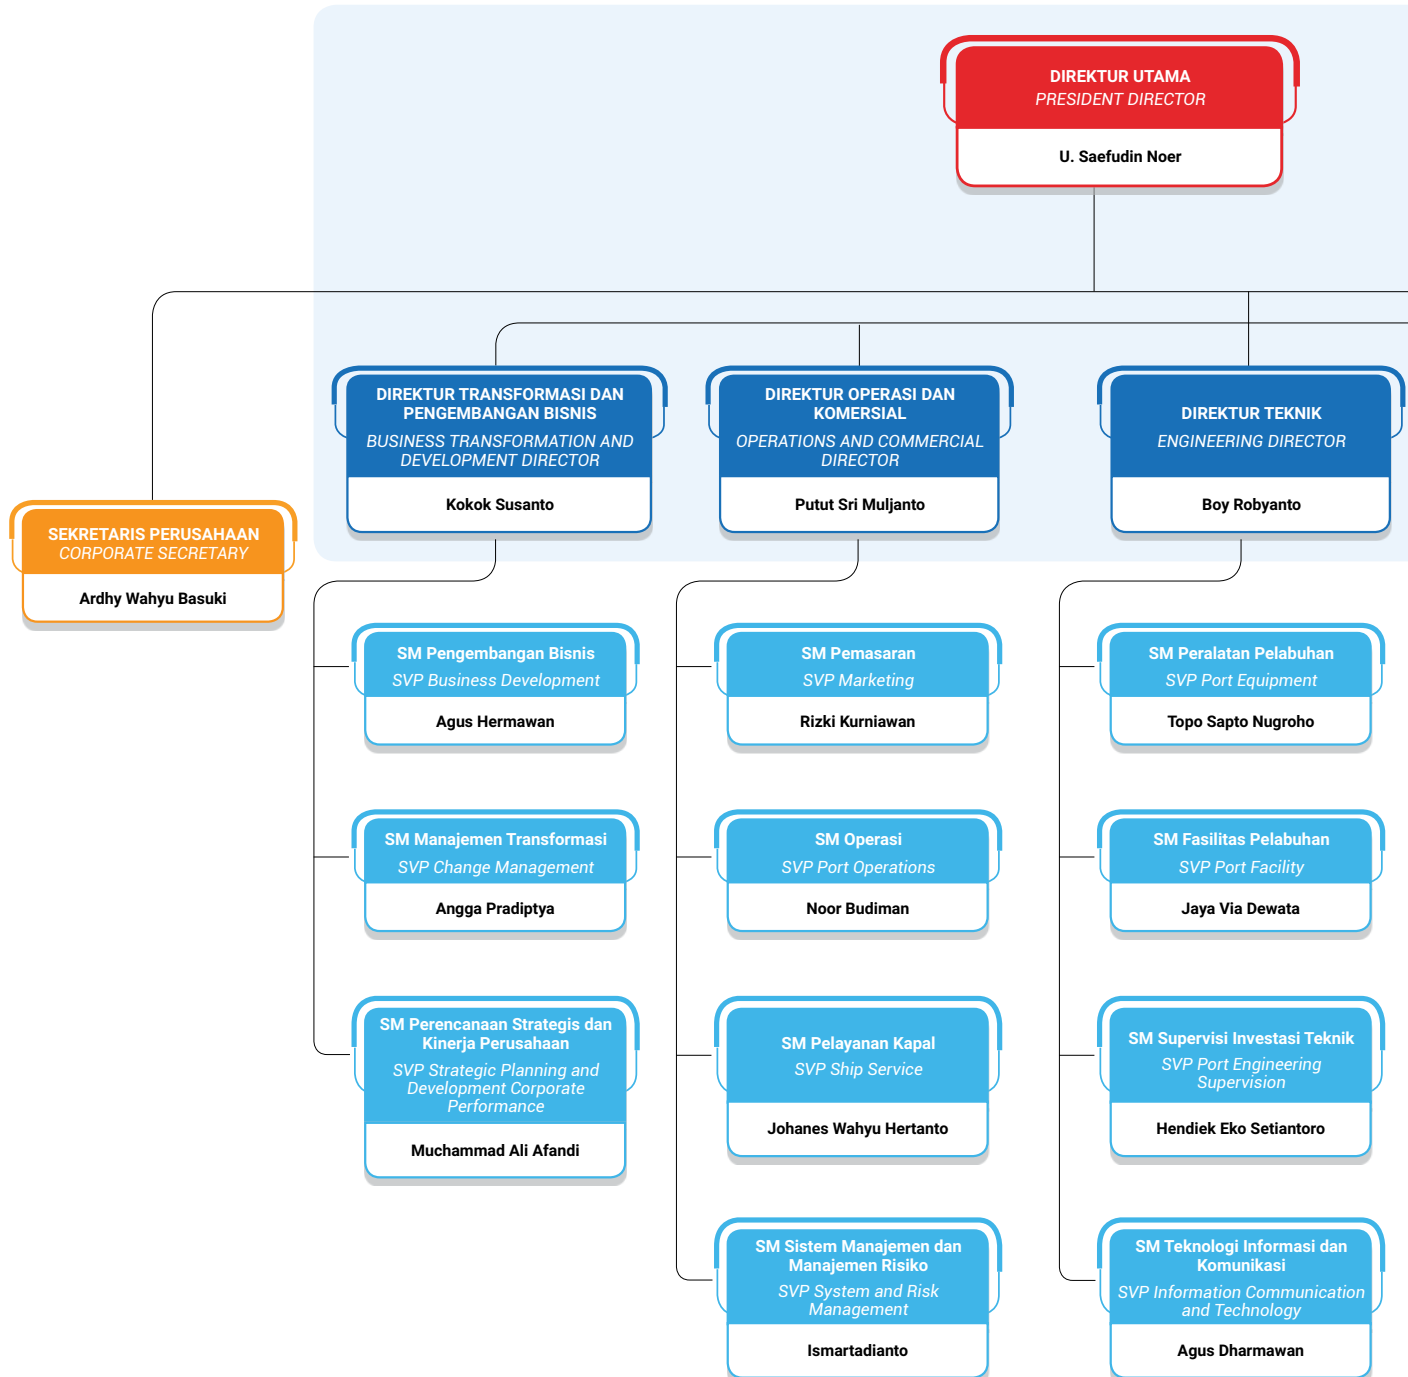 DIREKTUR UTAMA
PRESIDENT DIRECTOR
U. Saefudin Noer
DIREKTUR TRANSFORMASI DAN
PENGEMBANGAN BISNIS
BUSINESS TRANSFORMATION AND
DEVELOPMENT DIRECTOR
Kokok Susanto
DIREKTUR OPERASI DAN
KOMERSIAL
OPERATIONS AND COMMERCIAL
DIRECTOR
Putut Sri Muljanto
DIREKTUR TEKNIK
ENGINEERING DIRECTOR
Boy Robyanto
SEKRETARIS PERUSAHAAN
CORPORATE SECRETARY
Ardhy Wahyu Basuki
SM Pengembangan Bisnis
SVP Business Development
Agus Hermawan
SM Pemasaran
SVP Marketing
Rizki Kurniawan
SM Peralatan Pelabuhan
SVP Port Equipment
Topo Sapto Nugroho
SM Manajemen Transformasi
SVP Change Management
Angga Pradiptya
SM Operasi
SVP Port Operations
Noor Budiman
SM Fasilitas Pelabuhan
SVP Port Facility
Jaya Via Dewata
SM Perencanaan Strategis dan
Kinerja Perusahaan
SVP Strategic Planning and
Development Corporate
Performance
Muchammad Ali Afandi
SM Pelayanan Kapal
SVP Ship Service
Johanes Wahyu Hertanto
SM Supervisi Investasi Teknik
SVP Port Engineering
Supervision
Hendiek Eko Setiantoro
SM Sistem Manajemen dan
Manajemen Risiko
SVP System and Risk
Management
Ismartadianto
SM Teknologi Informasi dan
Komunikasi
SVP Information Communication
and Technology
Agus Dharmawan